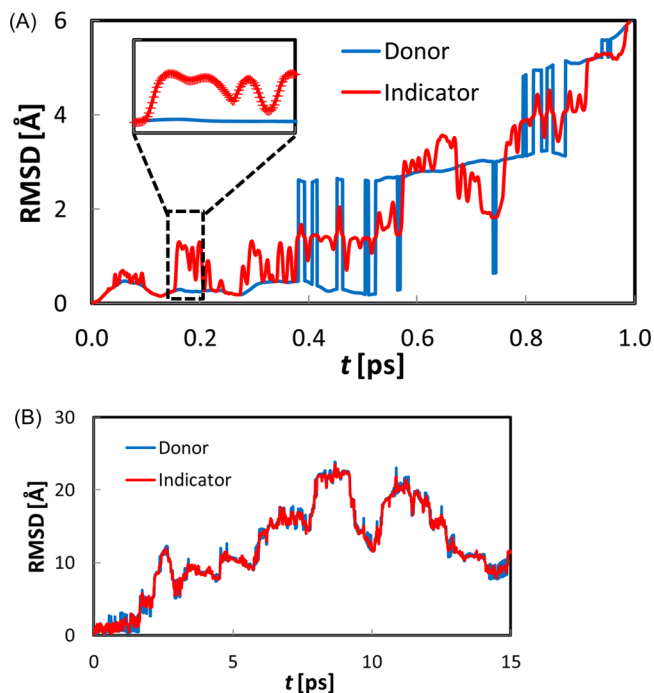 (A)
6
4
2
0
RMSD [Å]
Donor
Indicator
0.0 0.2 0.4 0.6 0.8 1.0
t [ps]
(B)
30
20
10
0
RMSD [Å]
Donor
Indicator
0 5 10 15
t [ps]